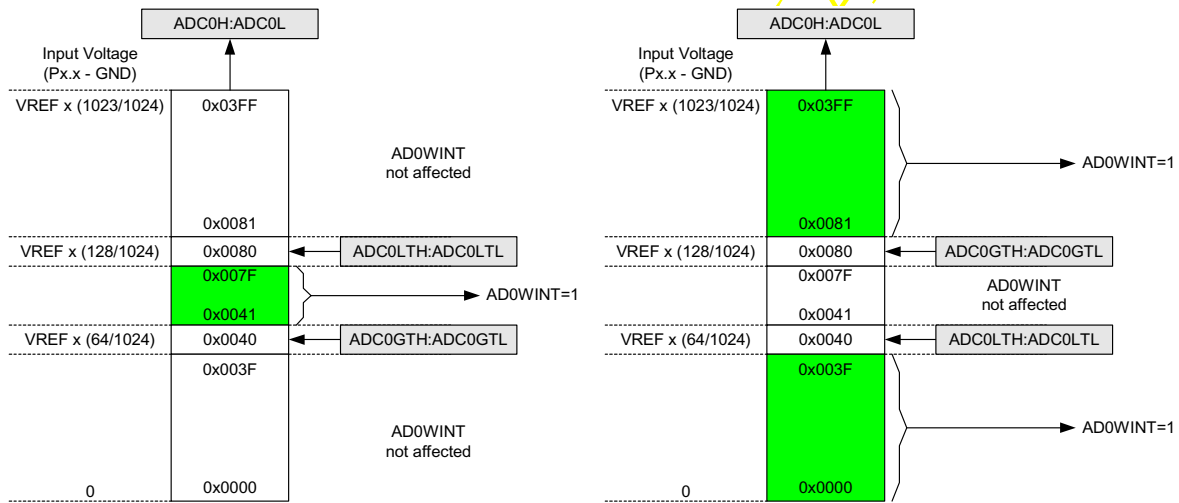 ADC0H:ADC0L
Input Voltage
(Px.x - GND)
VREF x (1023/1024)
0x03FF
AD0WINT
not affected
0x0081
VREF x (128/1024)
0x0080
ADC0LTH:ADC0LTL
0x007F
AD0WINT=1
0x0041
VREF x (64/1024)
0x0040
ADC0GTH:ADC0GTL
0x003F
AD0WINT
not affected
0
0x0000
ADC0H:ADC0L
Input Voltage
(Px.x - GND)
VREF x (1023/1024)
0x03FF
AD0WINT=1
0x0081
VREF x (128/1024)
0x0080
ADC0GTH:ADC0GTL
0x007F
AD0WINT
not affected
0x0041
VREF x (64/1024)
0x0040
ADC0LTH:ADC0LTL
0x003F
AD0WINT=1
0
0x0000